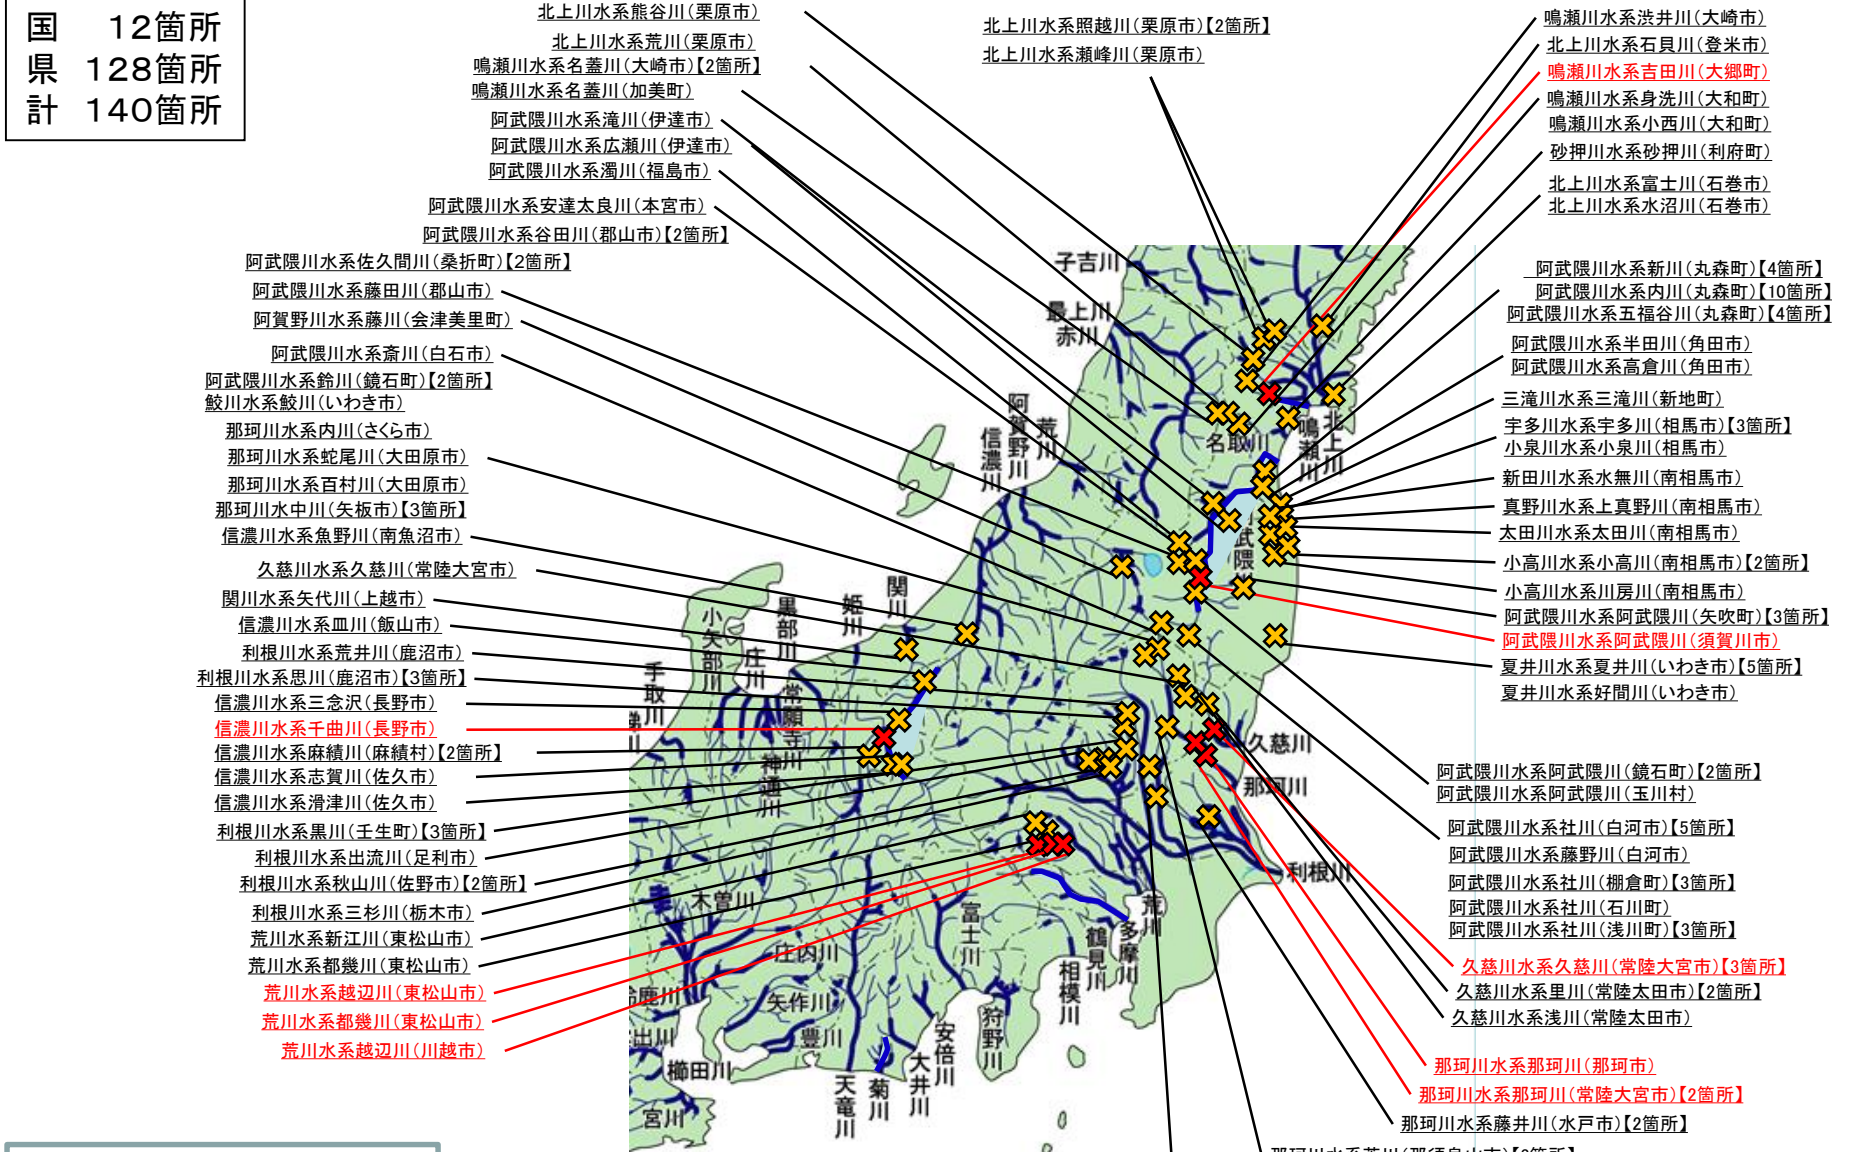 国　12箇所
県 128箇所
計 140箇所
北上川水系熊谷川（栗原市）
北上川水系荒川（栗原市）
鳴瀬川水系名蓋川（大崎市）【2箇所】
鳴瀬川水系名蓋川（加美町）
阿武隈川水系滝川（伊達市）
阿武隈川水系広瀬川（伊達市）
阿武隈川水系濁川（福島市）
阿武隈川水系安達太良川（本宮市）
阿武隈川水系谷田川（郡山市）【2箇所】
阿武隈川水系佐久間川（桑折町）【2箇所】
阿武隈川水系藤田川（郡山市）
阿賀野川水系藤川（会津美里町）
阿武隈川水系斎川（白石市）
阿武隈川水系鈴川（鏡石町）【2箇所】
鮫川水系鮫川（いわき市）
那珂川水系内川（さくら市）
那珂川水系蛇尾川（大田原市）
那珂川水系百村川（大田原市）
那珂川水中川（矢板市）【3箇所】
信濃川水系魚野川（南魚沼市）
久慈川水系久慈川（常陸大宮市）
関川水系矢代川（上越市）
信濃川水系皿川（飯山市）
利根川水系荒井川（鹿沼市）
利根川水系思川（鹿沼市）【3箇所】
信濃川水系三念沢（長野市）
信濃川水系千曲川（長野市）
信濃川水系麻績川（麻績村）【2箇所】
信濃川水系志賀川（佐久市）
信濃川水系滑津川（佐久市）
利根川水系黒川（壬生町）【3箇所】
利根川水系出流川（足利市）
利根川水系秋山川（佐野市）【2箇所】
利根川水系三杉川（栃木市）
荒川水系新江川（東松山市）
荒川水系都幾川（東松山市）
荒川水系越辺川（東松山市）
荒川水系都幾川（東松山市）
荒川水系越辺川（川越市）
北上川水系照越川（栗原市）【2箇所】
北上川水系瀬峰川（栗原市）
鳴瀬川水系渋井川（大崎市）
北上川水系石貝川（登米市）
鳴瀬川水系吉田川（大郷町）
鳴瀬川水系身洗川（大和町）
鳴瀬川水系小西川（大和町）
砂押川水系砂押川（利府町）
北上川水系富士川（石巻市）
北上川水系水沼川（石巻市）
阿武隈川水系新川（丸森町）【4箇所】
阿武隈川水系内川（丸森町）【10箇所】
阿武隈川水系五福谷川（丸森町）【4箇所】
阿武隈川水系半田川（角田市）
阿武隈川水系高倉川（角田市）
三滝川水系三滝川（新地町）
宇多川水系宇多川（相馬市）【3箇所】
小泉川水系小泉川（相馬市）
新田川水系水無川（南相馬市）
真野川水系上真野川（南相馬市）
太田川水系太田川（南相馬市）
小高川水系小高川（南相馬市）【2箇所】
小高川水系川房川（南相馬市）
阿武隈川水系阿武隈川（矢吹町）【3箇所】
阿武隈川水系阿武隈川（須賀川市）
夏井川水系夏井川（いわき市）【5箇所】
夏井川水系好間川（いわき市）
阿武隈川水系阿武隈川（鏡石町）【2箇所】
阿武隈川水系阿武隈川（玉川村）
阿武隈川水系社川（白河市）【5箇所】
阿武隈川水系藤野川（白河市）
阿武隈川水系社川（棚倉町）【3箇所】
阿武隈川水系社川（石川町）
阿武隈川水系社川（浅川町）【3箇所】
久慈川水系久慈川（常陸大宮市）【3箇所】
久慈川水系里川（常陸太田市）【2箇所】
久慈川水系浅川（常陸太田市）
那珂川水系那珂川（那珂市）
那珂川水系那珂川（常陸大宮市）【2箇所】
那珂川水系藤井川（水戸市）【2箇所】
子吉川
最上川
赤川
荒川
阿賀野川
信濃川
関川
姫川
黒部川
常願寺川
神通川
庄川
小矢部川
手取川
名取川
鳴瀬川
北上川
武隈川
久慈川
那珂川
利根川
荒川
多摩川
鶴見川
相模川
富士川
狩野川
安倍川
大井川
菊川
天竜川
豊川
矢作川
庄内川
木曽川
鈴鹿川
出川
櫛田川
宮川